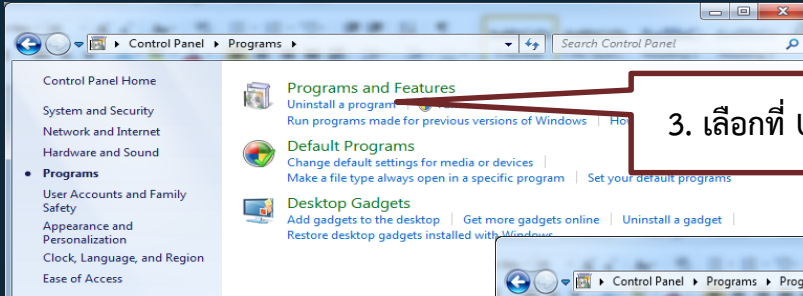 Control Panel ▸ Programs ▸
Search Control Panel
Control Panel Home
System and Security
Network and Internet
Hardware and Sound
Programs
User Accounts and Family
Safety
Appearance and
Personalization
Clock, Language, and Region
Ease of Access
Programs and Features
Uninstall a program
Run programs made for previous versions of Windows
Default Programs
Change default settings for media or devices
Make a file type always open in a specific program | Set your default programs
Desktop Gadgets
Add gadgets to the desktop | Get more gadgets online | Uninstall a gadget
Restore desktop gadgets installed with Windows
3. เลือกที่
Control Panel ▸ Programs ▸